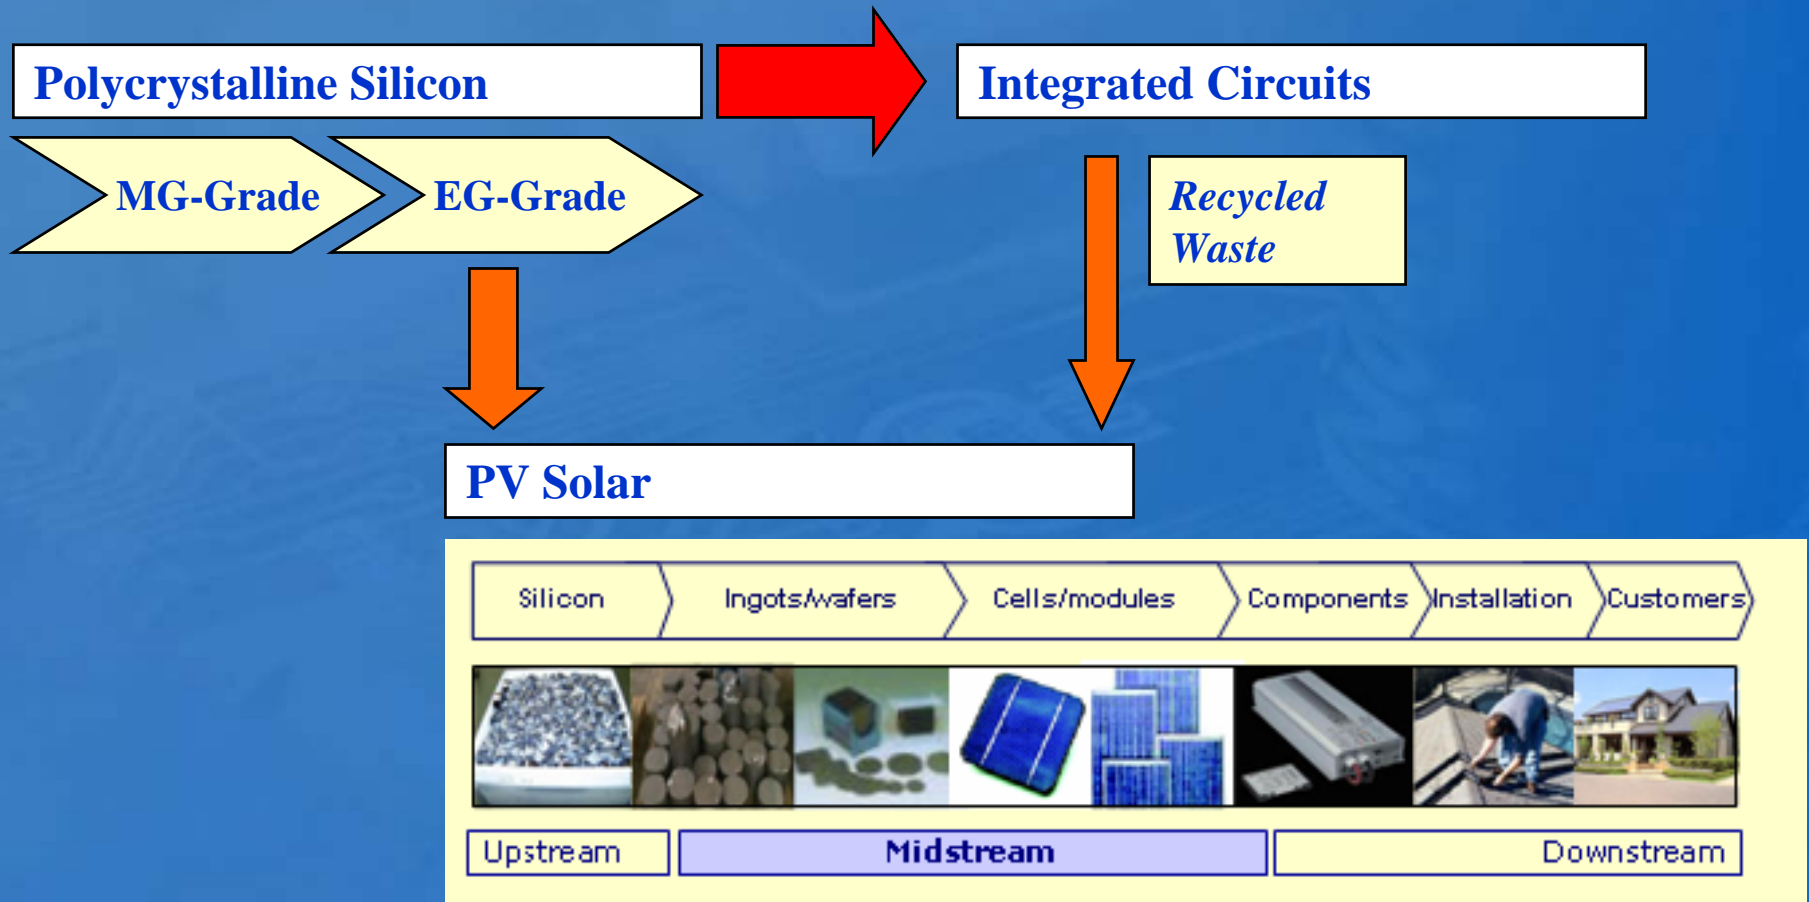 Polycrystalline Silicon
Integrated Circuits
MG-Grade
EG-Grade
Recycled
Waste
PV Solar
Silicon
Ingots/wafers
Cells/modules
Components
Installation
Customers
Upstream
Midstream
Downstream